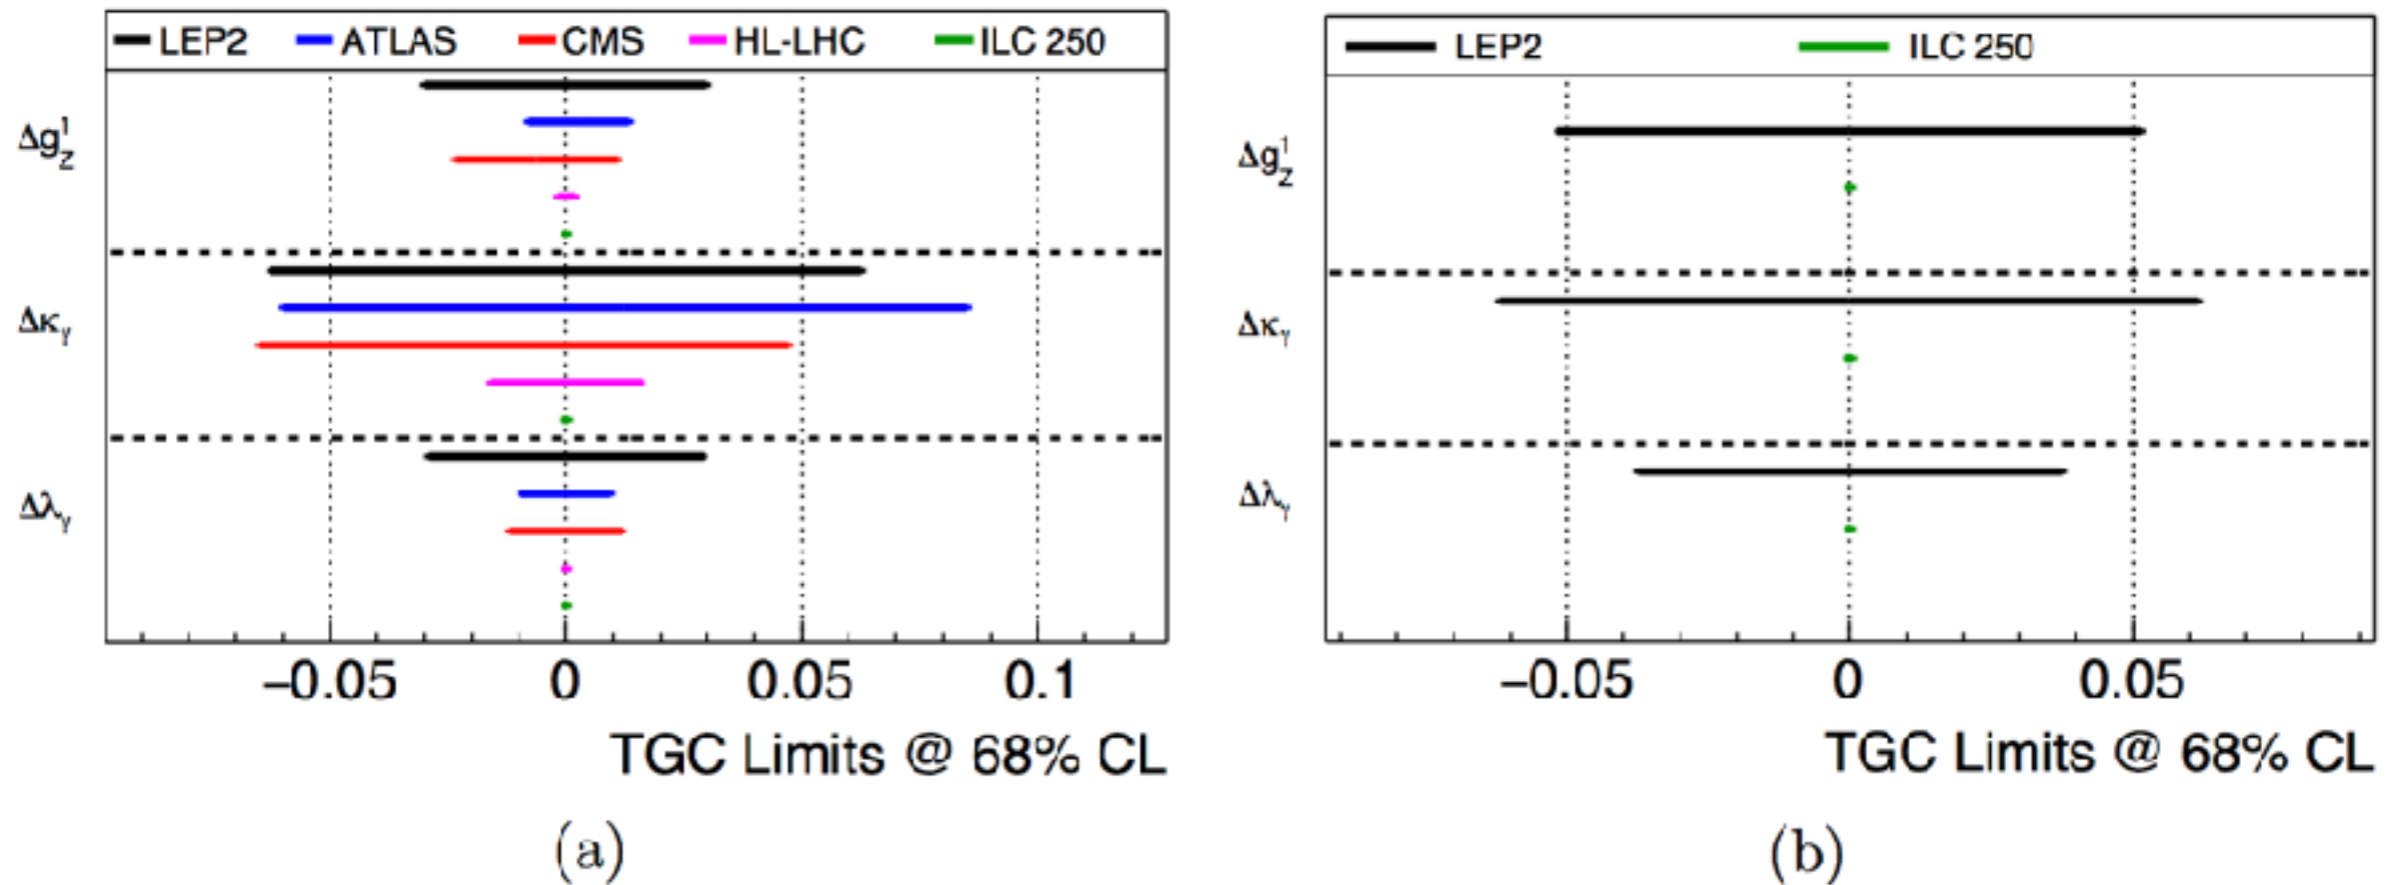 LEP2 ATLAS CMS HL-LHC ILC 250
Δg¹z
Δκγ
Δλγ
−0.05 0 0.05 0.1
TGC Limits @ 68% CL
(a)
LEP2 ILC 250
Δg¹z
Δκγ
Δλγ
−0.05 0 0.05
TGC Limits @ 68% CL
(b)